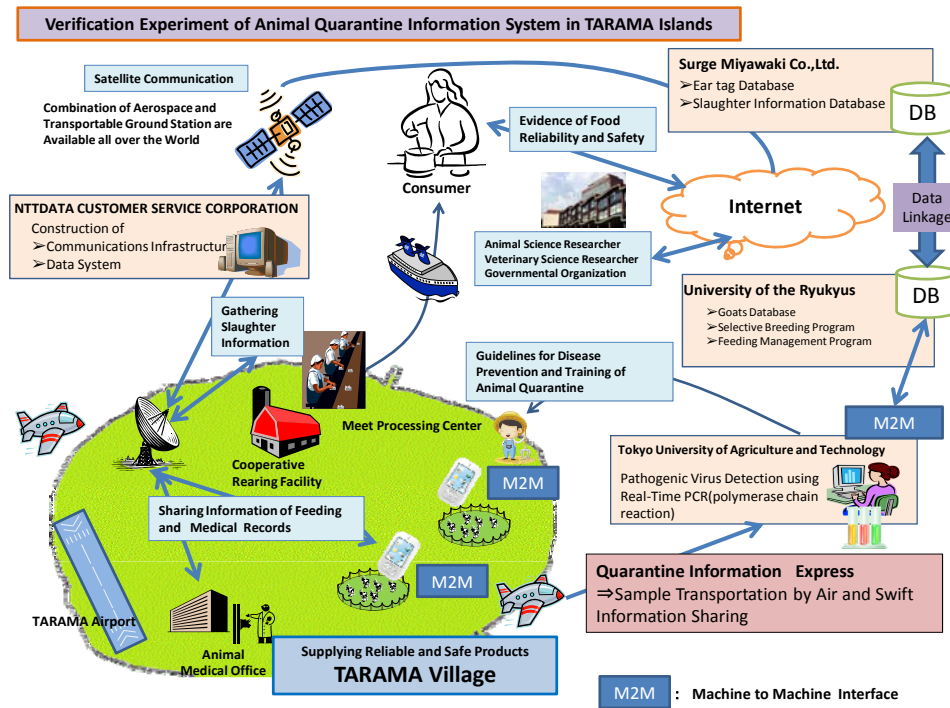 Verification Experiment of Animal Quarantine Information System in TARAMA Islands
Satellite Communication
Combination of Aerospace and
Transportable Ground Station are
Available all over the World
Consumer
Evidence of Food
Reliability and Safety
Surge Miyawaki Co.,Ltd.
➢Ear tag Database
➢Slaughter Information Database
DB
Data
Linkage
Internet
NTTDATA CUSTOMER SERVICE CORPORATION
Construction of
➢Communications Infrastructur
➢Data System
Animal Science Researcher
Veterinary Science Researcher
Governmental Organization
University of the Ryukyus
➢Goats Database
➢Selective Breeding Program
➢Feeding Management Program
DB
Gathering
Slaughter
Information
Guidelines for Disease
Prevention and Training of
Animal Quarantine
M2M
Meet Processing Center
Cooperative
Rearing Facility
M2M
Tokyo University of Agriculture and Technology
Pathogenic Virus Detection using
Real-Time PCR(polymerase chain
reaction)
Sharing Information of Feeding
and Medical Records
M2M
Quarantine Information Express
⇒Sample Transportation by Air and Swift
Information Sharing
TARAMA Airport
Animal
Medical Office
Supplying Reliable and Safe Products
TARAMA Village
M2M : Machine to Machine Interface